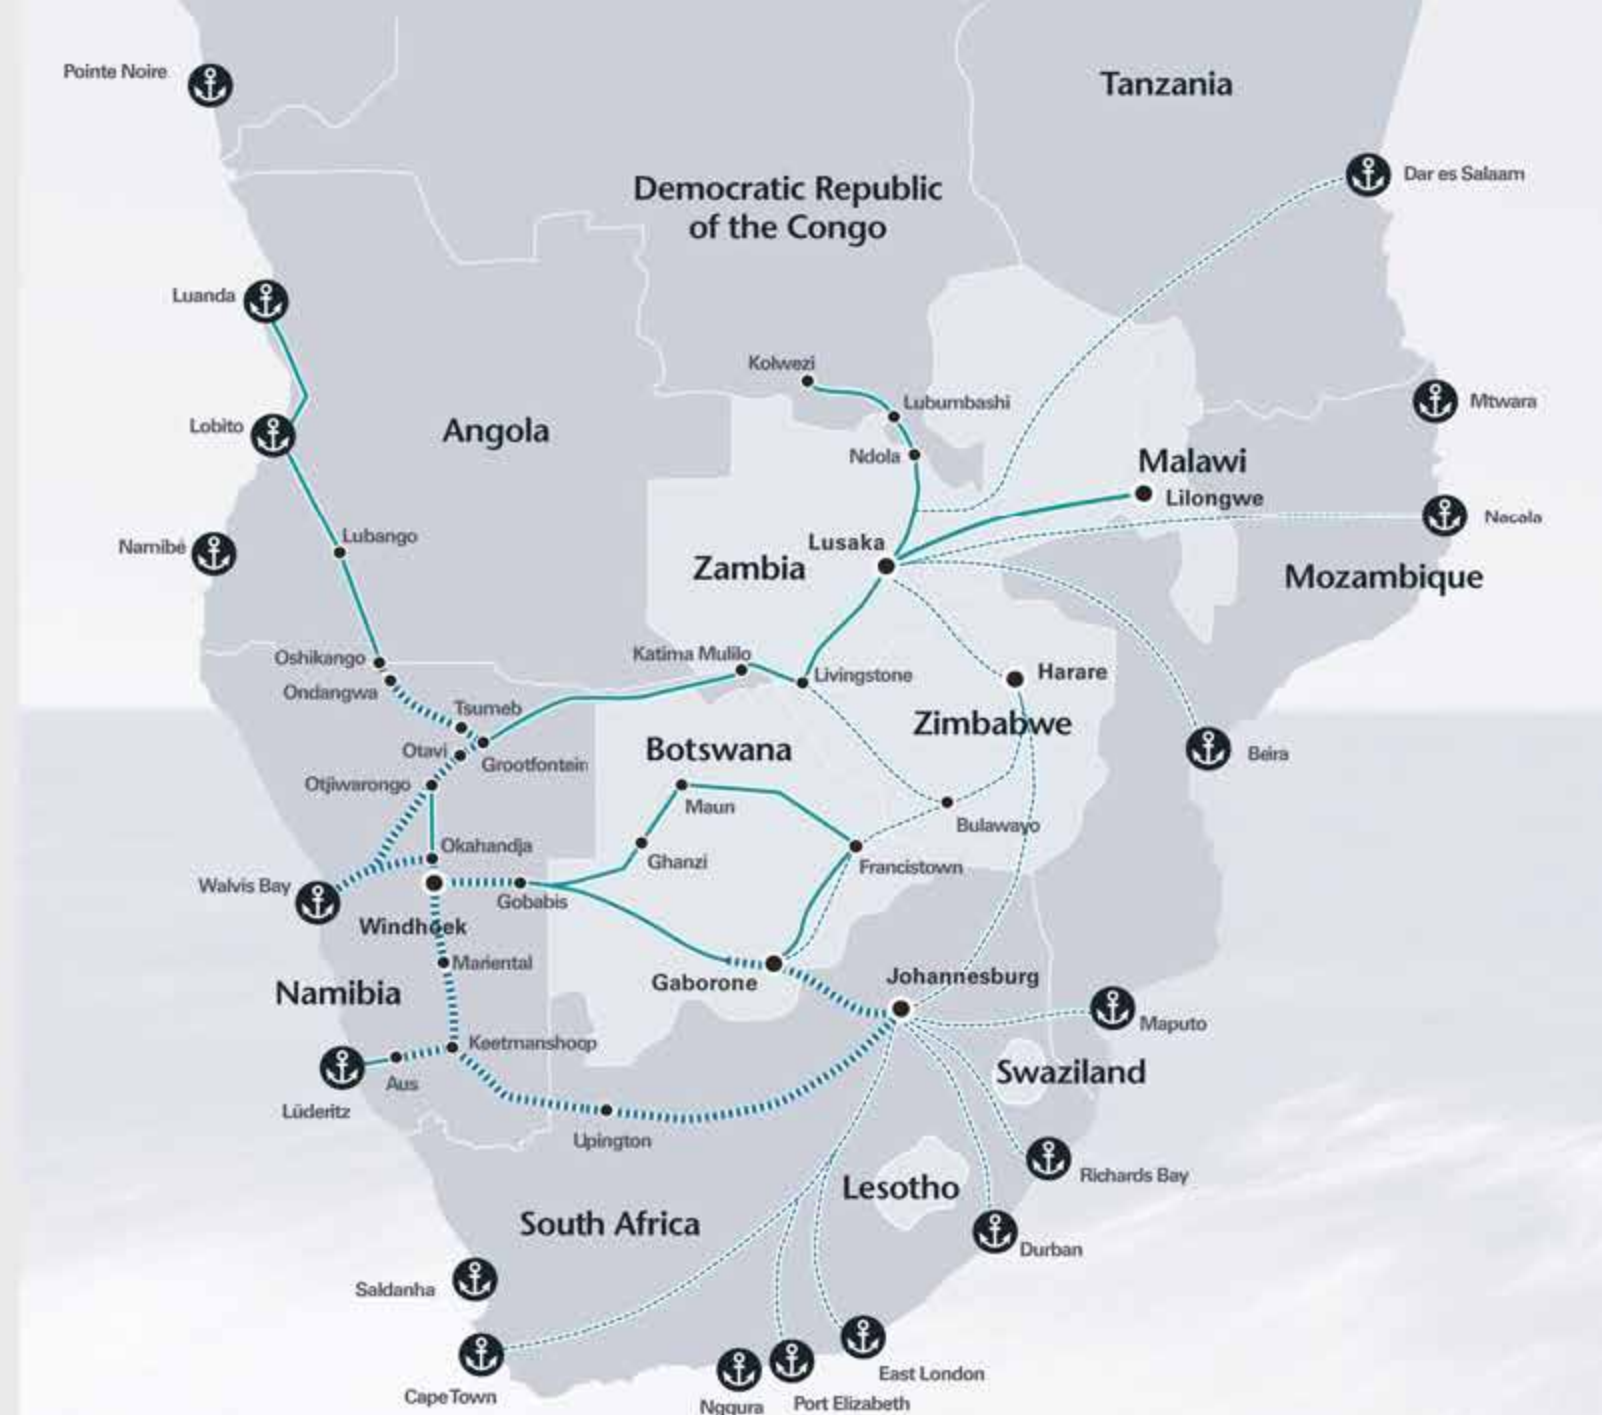 Pointe Noire
Tanzania
Dar es Salaam
Democratic Republic
of the Congo
Luanda
Kolwezi
Lubumbashi
Mtwara
Lobito
Angola
Ndola
Malawi
Lilongwe
Nacala
Namibé
Lubango
Lusaka
Zambia
Mozambique
Oshikango
Katima Mulilo
Livingstone
Harare
Ondangwa
Tsumeb
Zimbabwe
Otavi
Grootfontein
Botswana
Beira
Otjiwarongo
Maun
Bulawayo
Okahandja
Ghanzi
Francistown
Walvis Bay
Gobabis
Windhoek
Mariental
Gaborone
Johannesburg
Namibia
Maputo
Keetmanshoop
Swaziland
Aus
Lüderitz
Upington
Richards Bay
Lesotho
South Africa
Durban
Saldanha
East London
Cape Town
Port Elizabeth
Ngqura